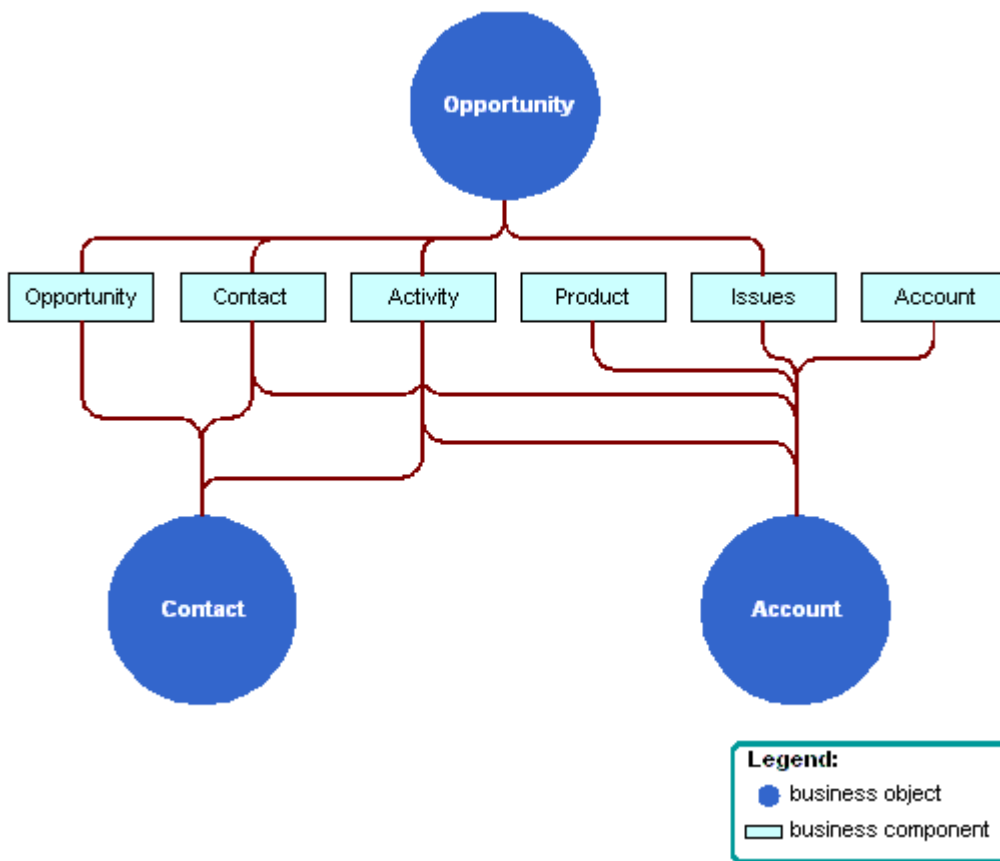 Opportunity
Opportunity
Contact
Activity
Product
Issues
Account
Contact
Account
Legend:
business object
business component